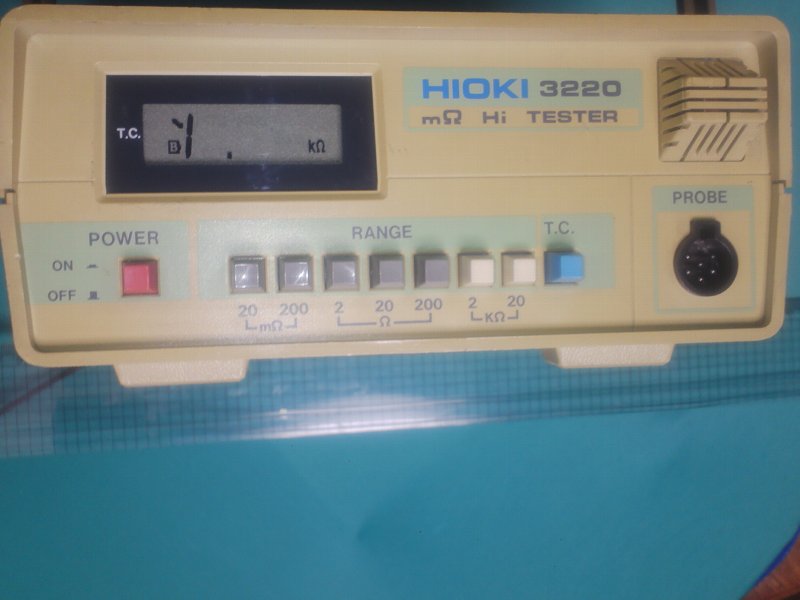 HIOKI 3220
mΩ Hi TESTER
T.C.
B 1 . kΩ
PROBE
POWER
RANGE
T.C.
ON
OFF
20 200 2 20 200 2 20
mΩ Ω KΩ